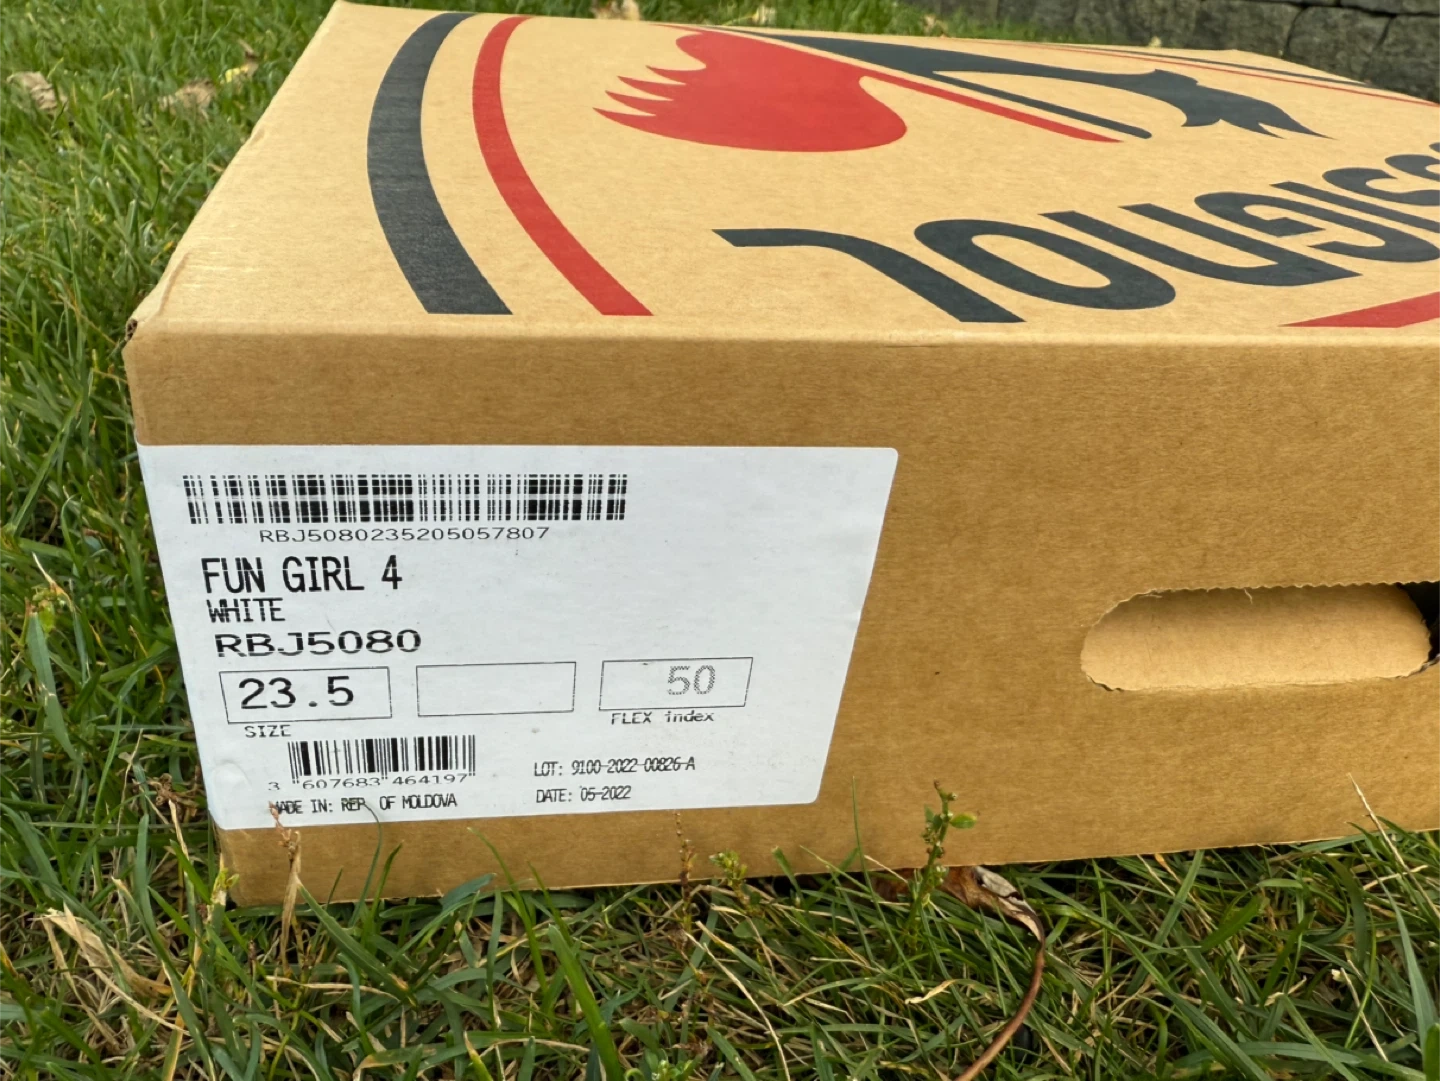 ROSSIGNOL
RBJ5080235205057807
FUN GIRL 4
WHITE
RBJ5080
23.5
50
SIZE
FLEX index
3 607683 464197
LOT: 9100-2022-00826-A
MADE IN: REP. OF MOLDOVA
DATE: 05-2022